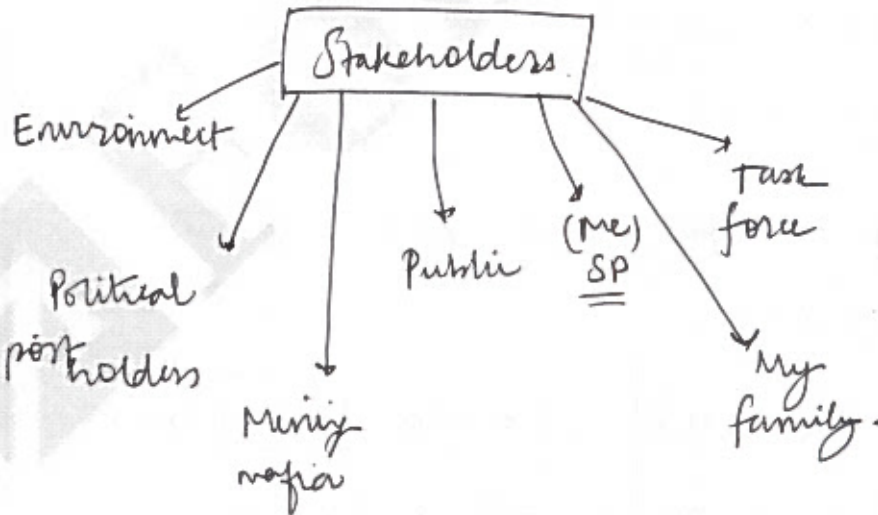 Stakeholders
Environment
Political
post holders
Mining
mafia
Public
(Me)
SP
Task
force
My
family.